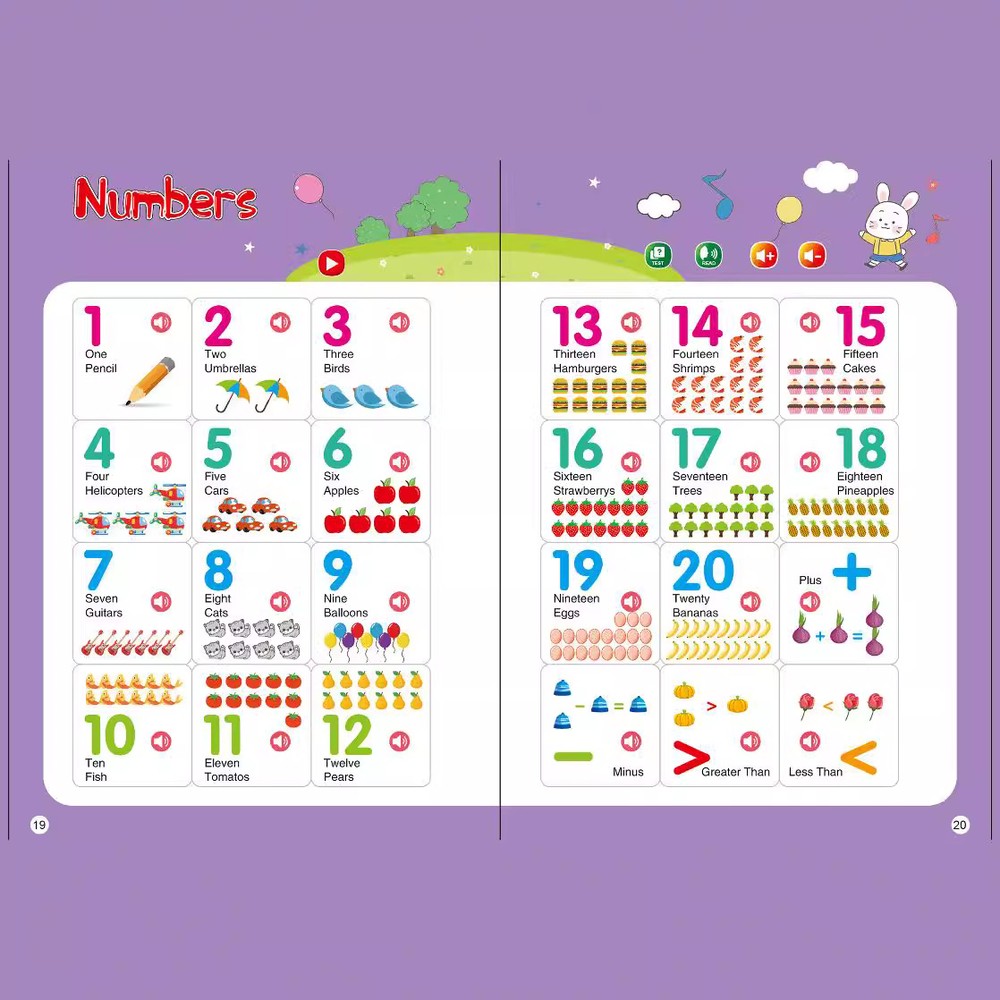 Numbers
TEST
READ
1
One
Pencil
2
Two
Umbrellas
3
Three
Birds
4
Four
Helicopters
5
Five
Cars
6
Six
Apples
7
Seven
Guitars
8
Eight
Cats
9
Nine
Balloons
10
Ten
Fish
11
Eleven
Tomatos
12
Twelve
Pears
19
13
Thirteen
Hamburgers
14
Fourteen
Shrimps
15
Fifteen
Cakes
16
Sixteen
Strawberrys
17
Seventeen
Trees
18
Eighteen
Pineapples
19
Nineteen
Eggs
20
Twenty
Bananas
Plus +
+ =
- =
− Minus
>
> Greater Than
<
Less Than <
20